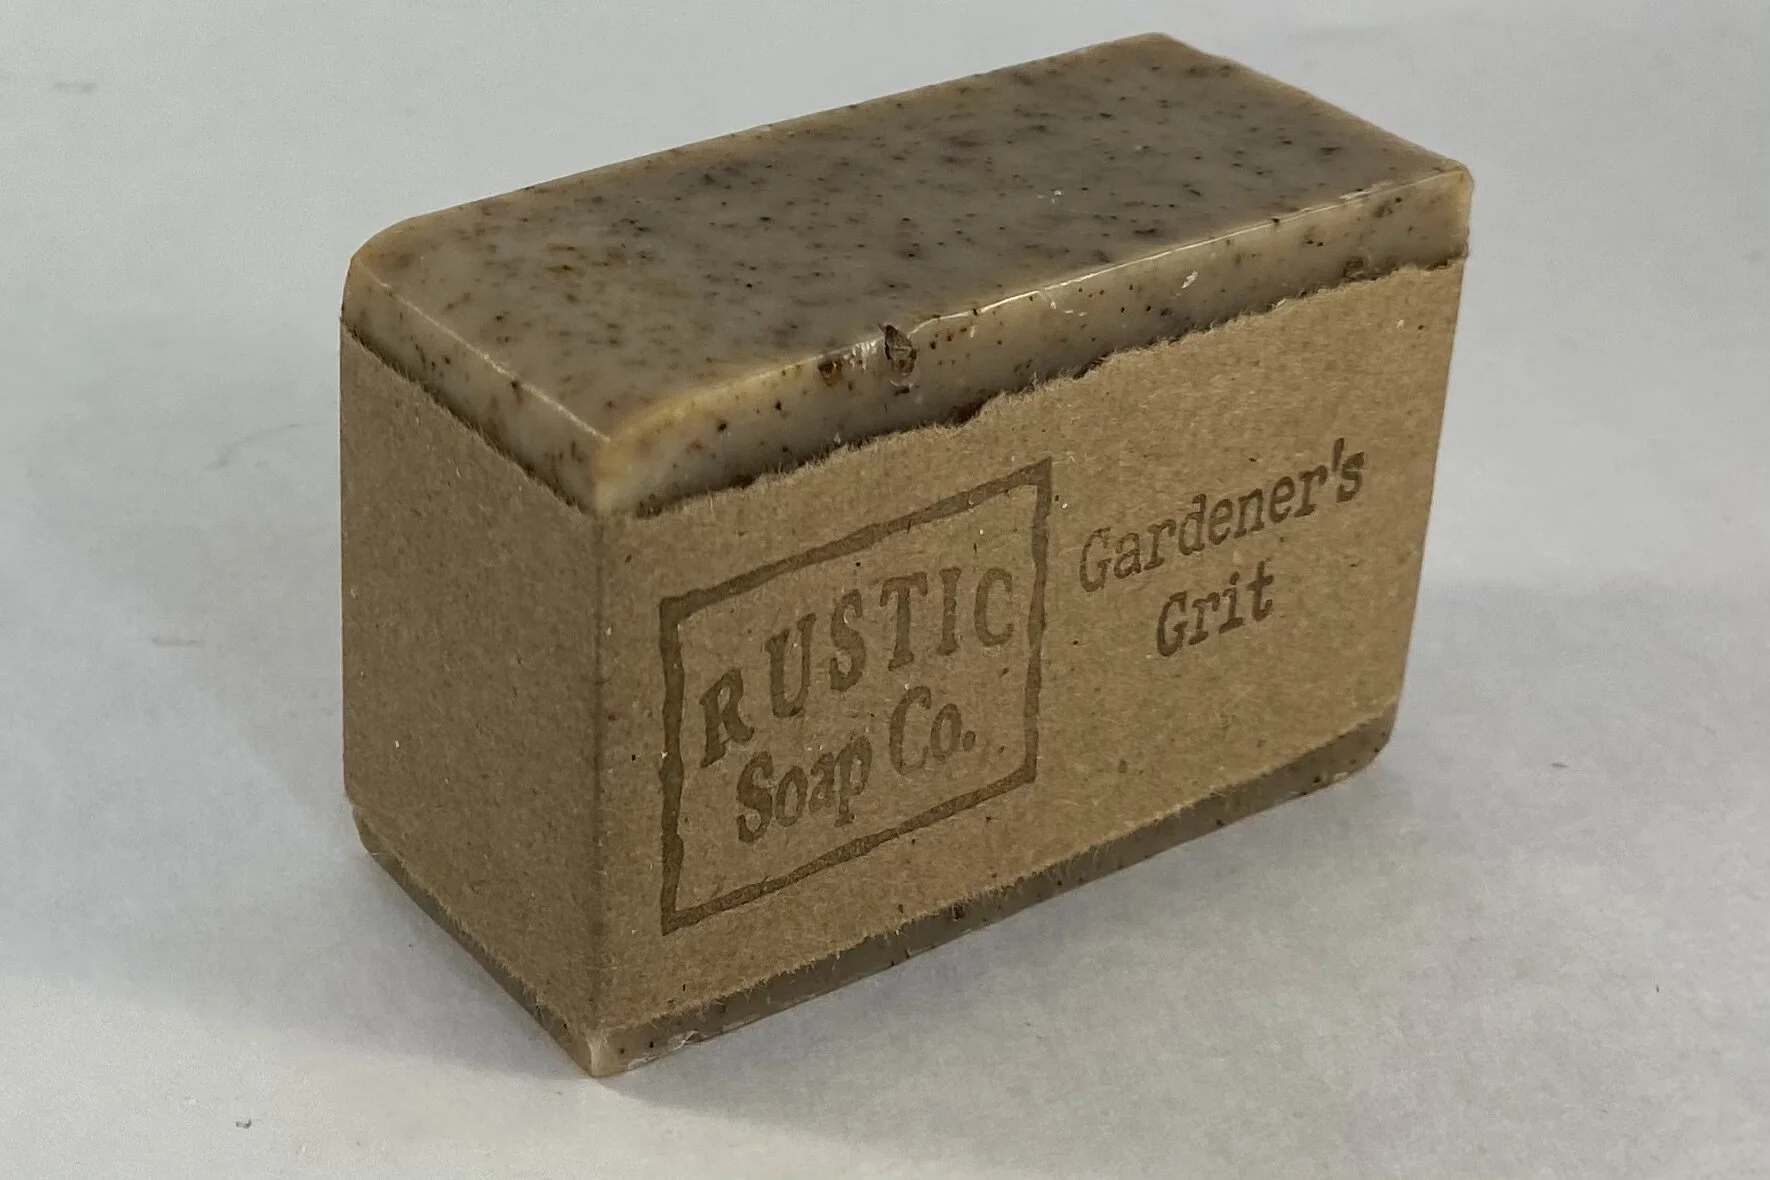 RUSTIC
Soap Co.
Gardener's
Grit